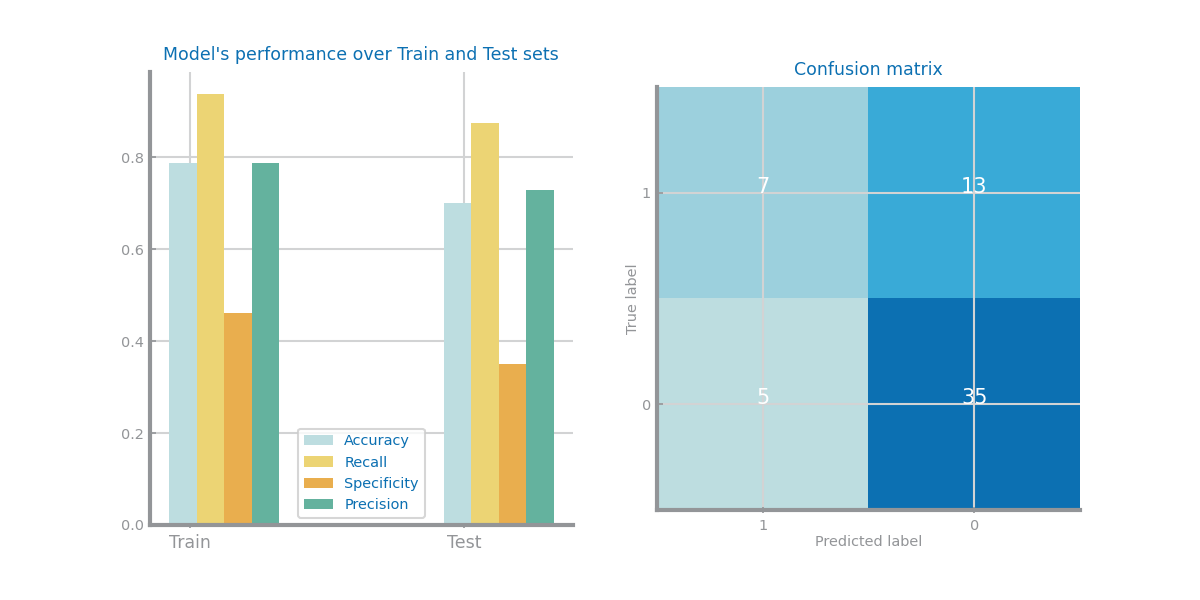 Model's performance over Train and Test sets
0.8
0.6
0.4
0.2
0.0
Train
Test
Accuracy
Recall
Specificity
Precision
Confusion matrix
True label
1
0
7
13
5
35
1
0
Predicted label